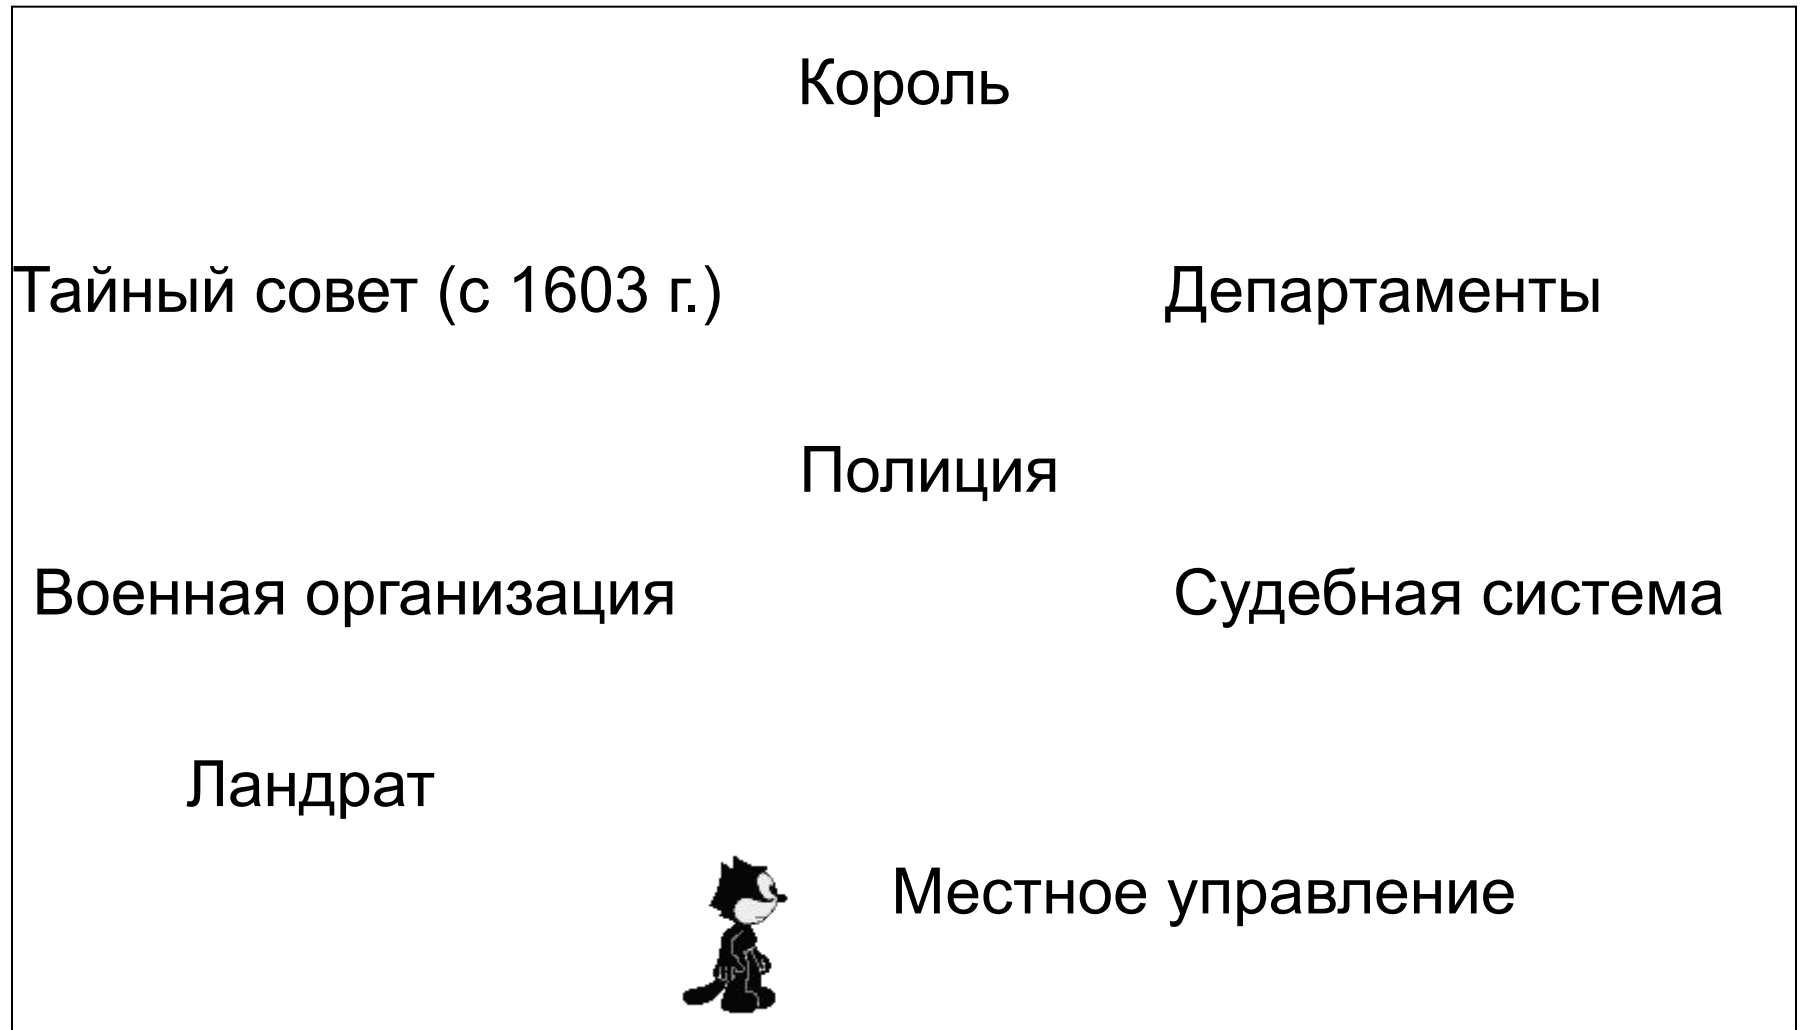 Король
Тайный совет (с 1603 г.) Департаменты
Полиция
Военная организация Судебная система
Ландрат
Местное управление